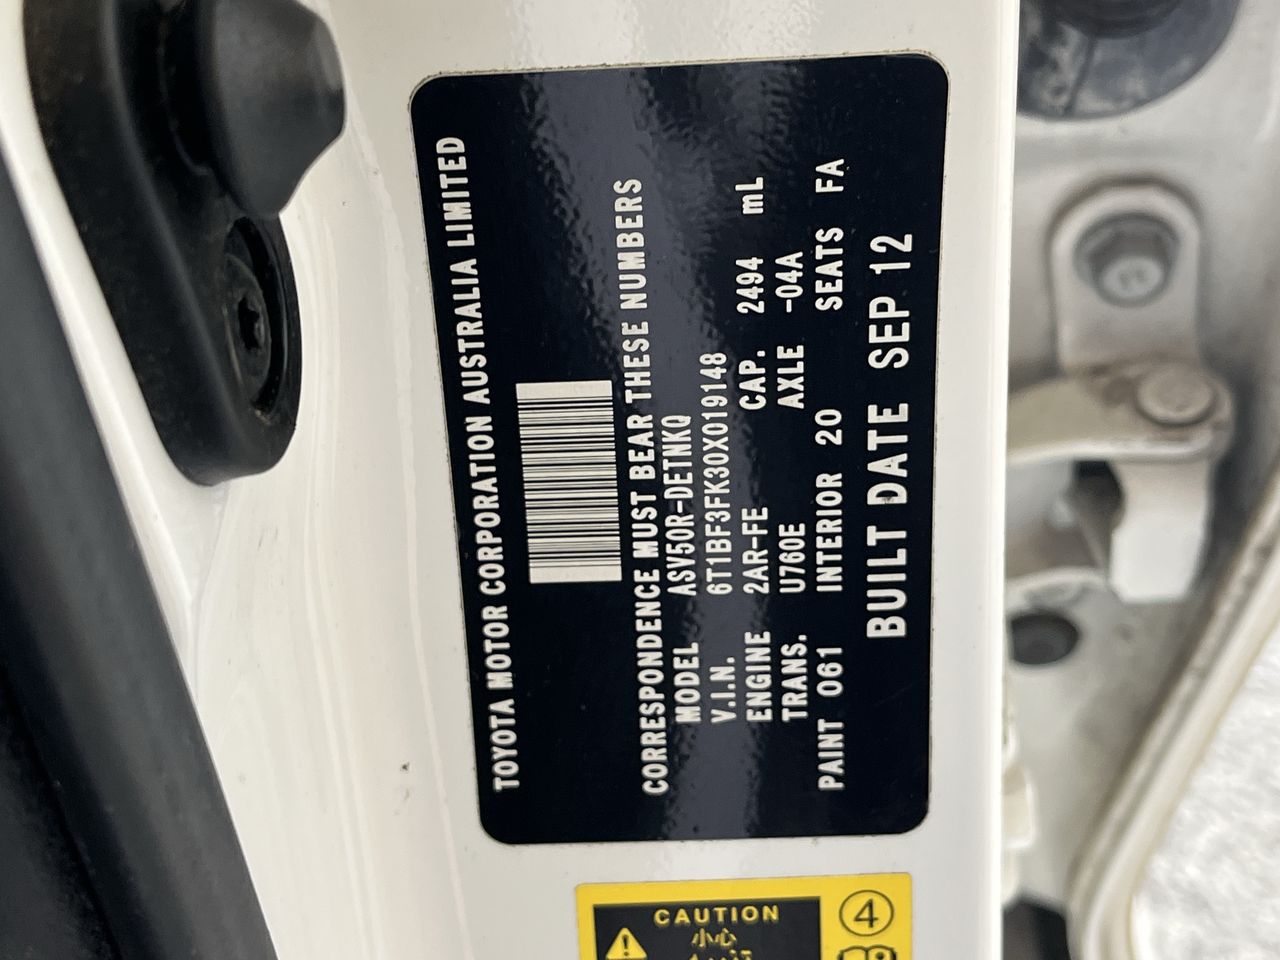 TOYOTA MOTOR CORPORATION AUSTRALIA LIMITED
CORRESPONDENCE MUST BEAR THESE NUMBERS
MODEL ASV50R-DETNKQ
V.I.N. 6T1BF3FK30X019148
ENGINE 2AR-FE CAP. 2494 mL
TRANS. U760E AXLE -04A
PAINT 061 INTERIOR 20 SEATS FA
BUILT DATE SEP 12
CAUTION
小心
4